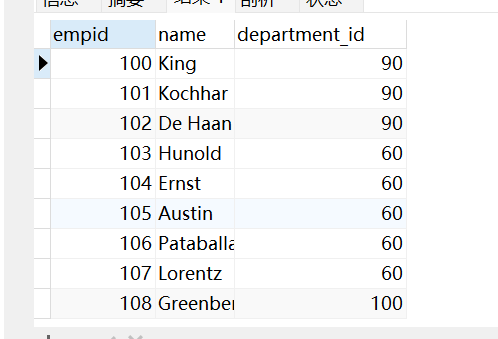 信息 摘要 结果 1 剖析 状态
empid name department_id
100 King 90
101 Kochhar 90
102 De Haan 90
103 Hunold 60
104 Ernst 60
105 Austin 60
106 Pataballa 60
107 Lorentz 60
108 Greenber 100